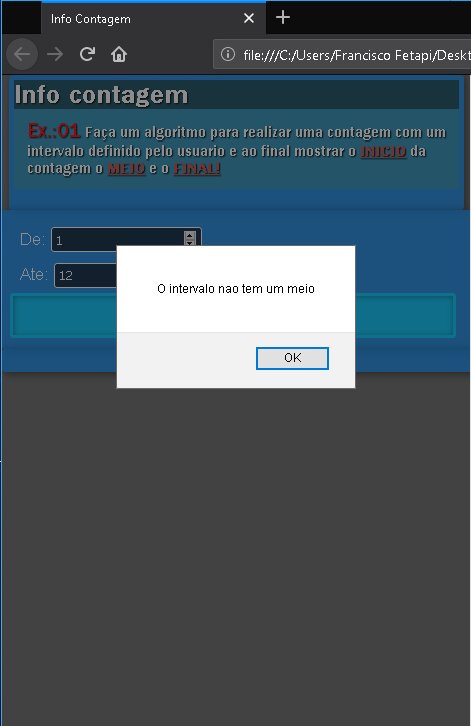 Info Contagem
file:///C:/Users/Francisco Fetapi/Deskt
Info contagem
Ex.:01 Faça um algoritmo para realizar uma contagem com um
intervalo definido pelo usuario e ao final mostrar o INICIO da
contagem o MEIO e o FINAL!
De: 1
Ate: 12
O intervalo nao tem um meio
OK